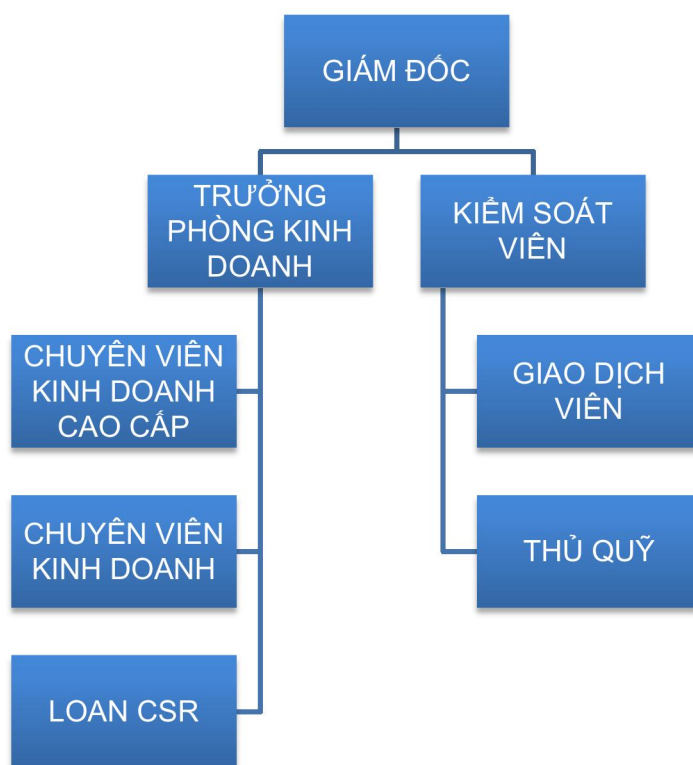 GIÁM ĐỐC
TRƯỞNG
PHÒNG KINH
DOANH
KIỂM SOÁT
VIÊN
CHUYÊN VIÊN
KINH DOANH
CAO CẤP
GIAO DỊCH
VIÊN
CHUYÊN VIÊN
KINH DOANH
THỦ QUỸ
LOAN CSR